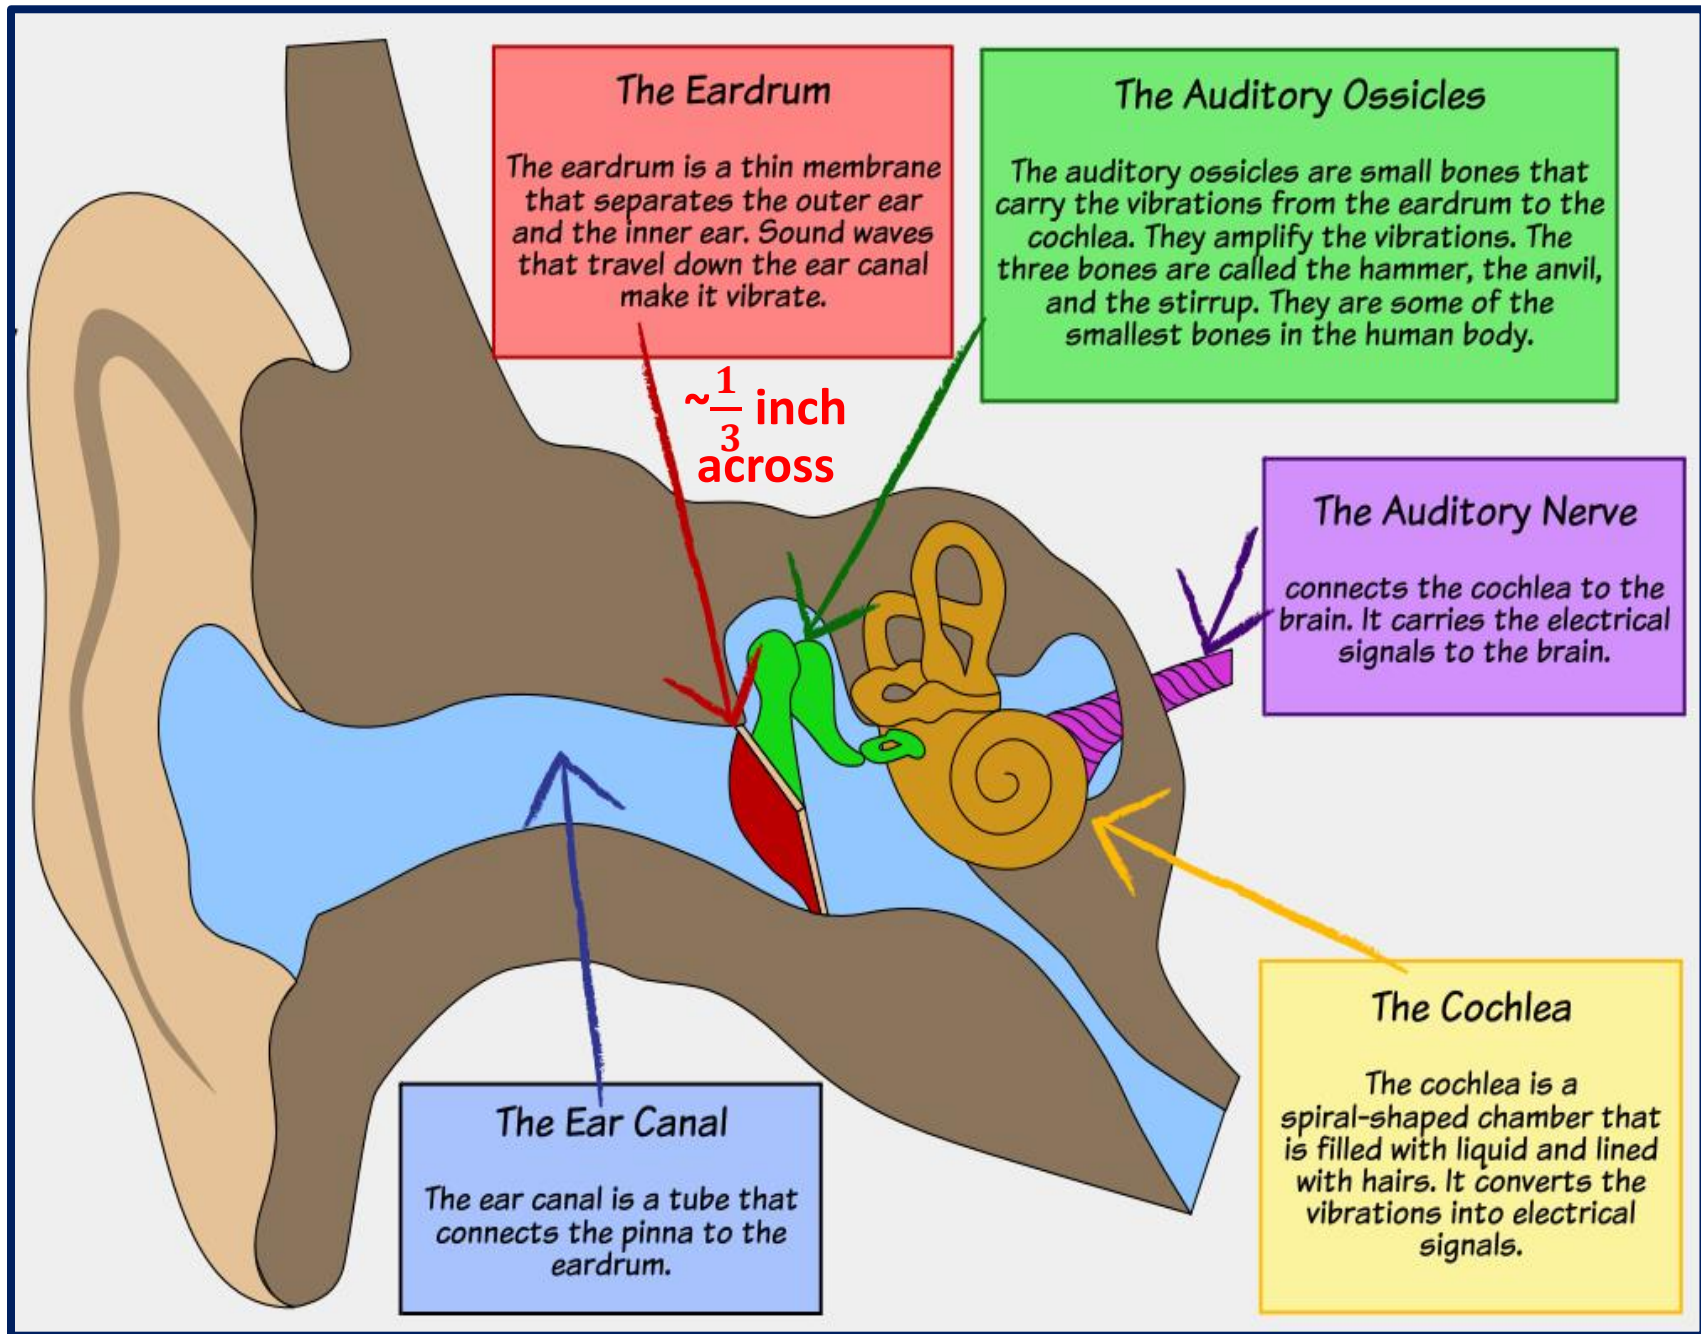 The Eardrum
The eardrum is a thin membrane
that separates the outer ear
and the inner ear. Sound waves
that travel down the ear canal
make it vibrate.
~1/3 inch
across
The Auditory Ossicles
The auditory ossicles are small bones that
carry the vibrations from the eardrum to the
cochlea. They amplify the vibrations. The
three bones are called the hammer, the anvil,
and the stirrup. They are some of the
smallest bones in the human body.
The Auditory Nerve
connects the cochlea to the
brain. It carries the electrical
signals to the brain.
The Cochlea
The cochlea is a
spiral-shaped chamber that
is filled with liquid and lined
with hairs. It converts the
vibrations into electrical
signals.
The Ear Canal
The ear canal is a tube that
connects the pinna to the
eardrum.